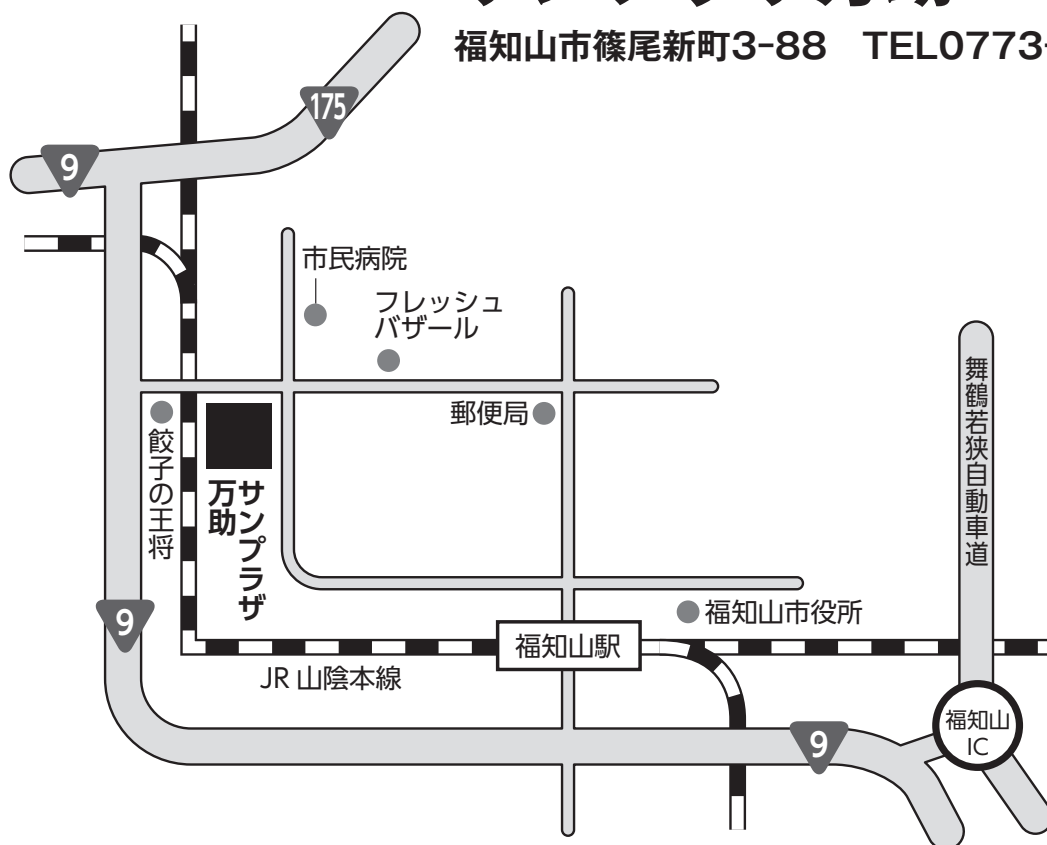 福知山市篠尾新町3-88 TEL0773-
175
9
市民病院
フレッシュ
バザール
郵便局
餃子の王将
サンプラザ
万助
舞鶴若狭自動車道
9
福知山市役所
福知山駅
JR 山陰本線
福知山
IC
9